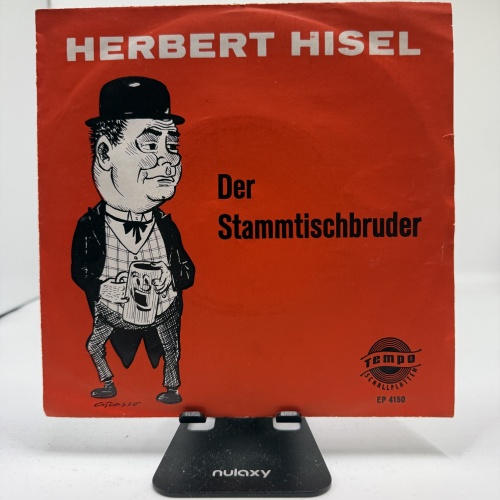 HERBERT HISEL
Der
Stammtischbruder
Tempo
SCHALLPLATTEN
EP 4150
nulaxy